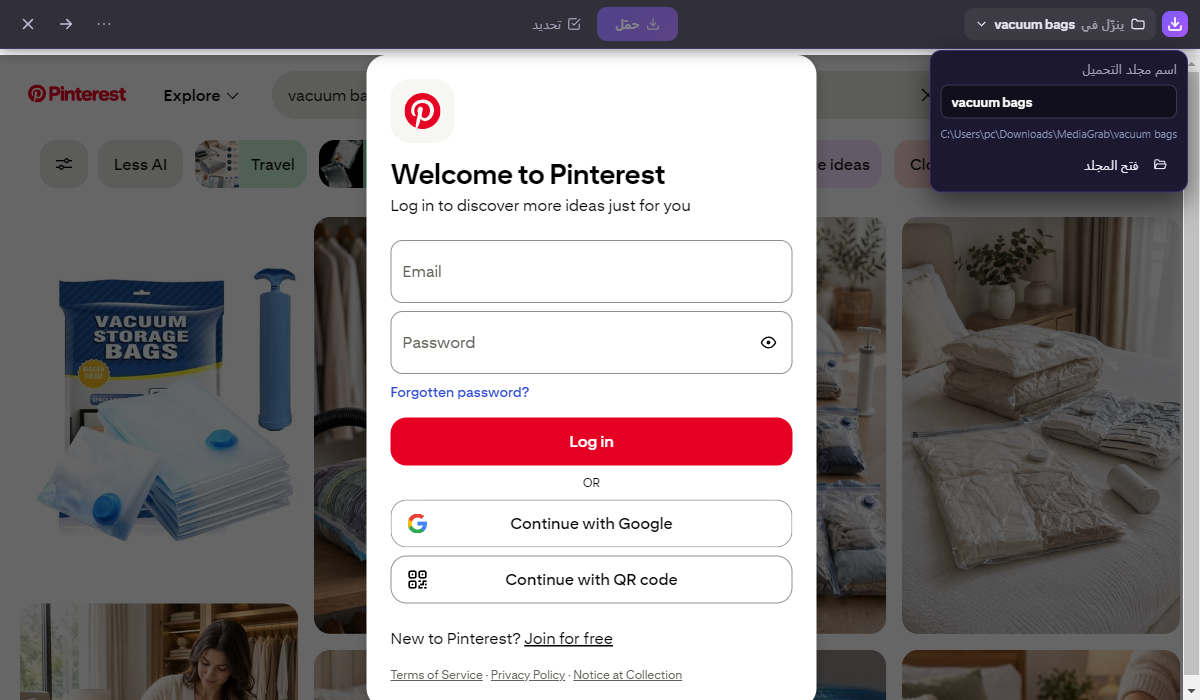 تحديد
حمّل
ينزّل في vacuum bags
اسم مجلد التحميل
vacuum bags
C:\Users\pc\Downloads\MediaGrab\vacuum bags
فتح المجلد
Pinterest
Explore
vacuum ba
Less AI
Travel
e ideas
Clo
Welcome to Pinterest
Log in to discover more ideas just for you
Email
Password
Forgotten password?
Log in
OR
Continue with Google
Continue with QR code
New to Pinterest? Join for free
Terms of Service · Privacy Policy · Notice at Collection
VACUUM
STORAGE
BAGS